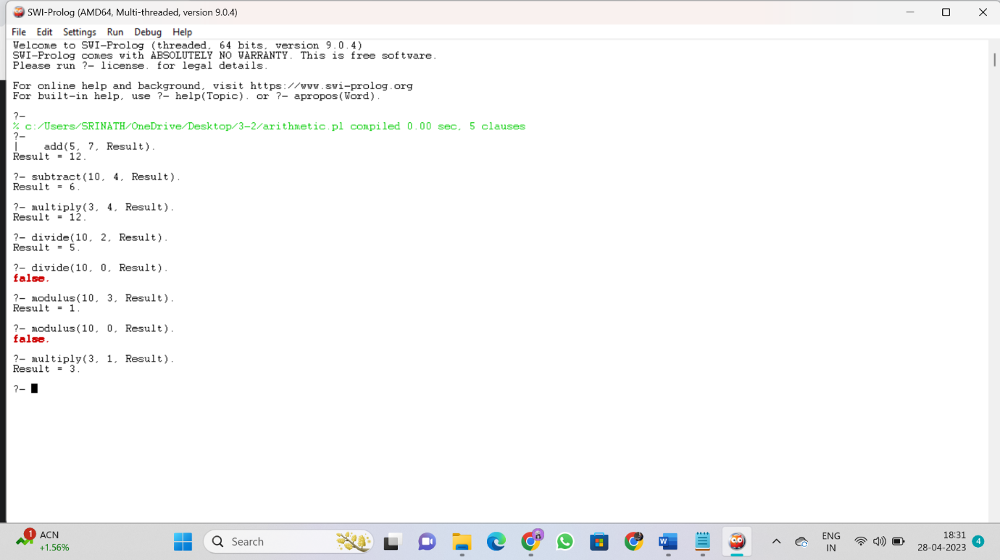 SWI-Prolog (AMD64, Multi-threaded, version 9.0.4)
File Edit Settings Run Debug Help
Welcome to SWI-Prolog (threaded, 64 bits, version 9.0.4)
SWI-Prolog comes with ABSOLUTELY NO WARRANTY. This is free software.
Please run ?- license. for legal details.
For online help and background, visit https://www.swi-prolog.org
For built-in help, use ?- help(Topic). or ?- apropos(Word).
?-
% c:/Users/SRINATH/OneDrive/Desktop/3-2/arithmetic.pl compiled 0.00 sec, 5 clauses
?-
|    add(5, 7, Result).
Result = 12.
?- subtract(10, 4, Result).
Result = 6.
?- multiply(3, 4, Result).
Result = 12.
?- divide(10, 2, Result).
Result = 5.
?- divide(10, 0, Result).
false.
?- modulus(10, 3, Result).
Result = 1.
?- modulus(10, 0, Result).
false.
?- multiply(3, 1, Result).
Result = 3.
?-
1
ACN
+1.56%
Search
W
ENG
IN
18:31
28-04-2023
4